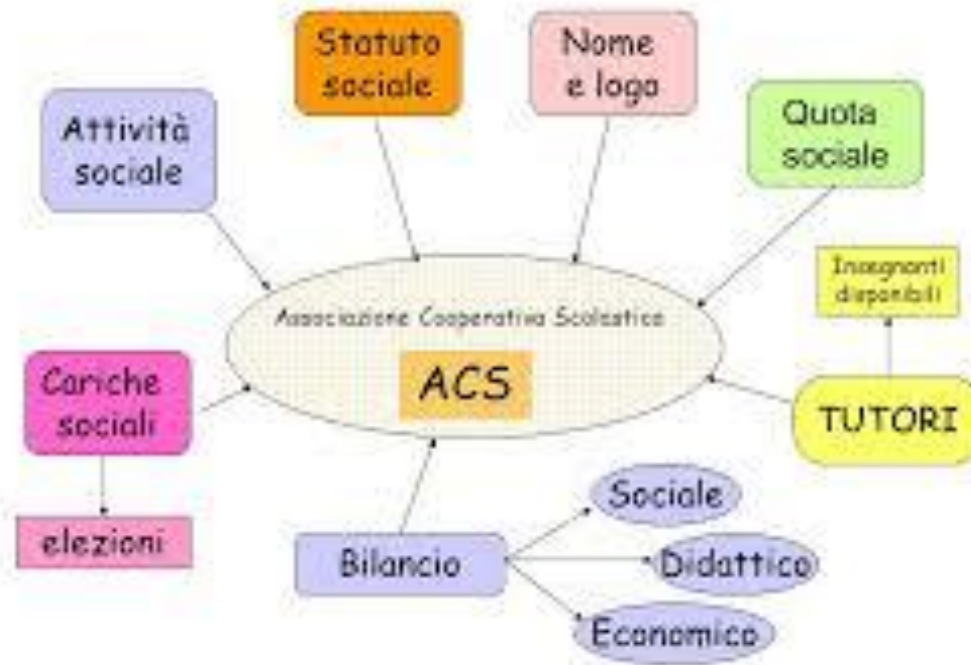 Statuto
sociale
Nome
e logo
Attività
sociale
Quota
sociale
Insegnanti
disponibili
Associazione Cooperativa Scolastica
ACS
Cariche
sociali
TUTORI
elezioni
Bilancio
Sociale
Didattico
Economico